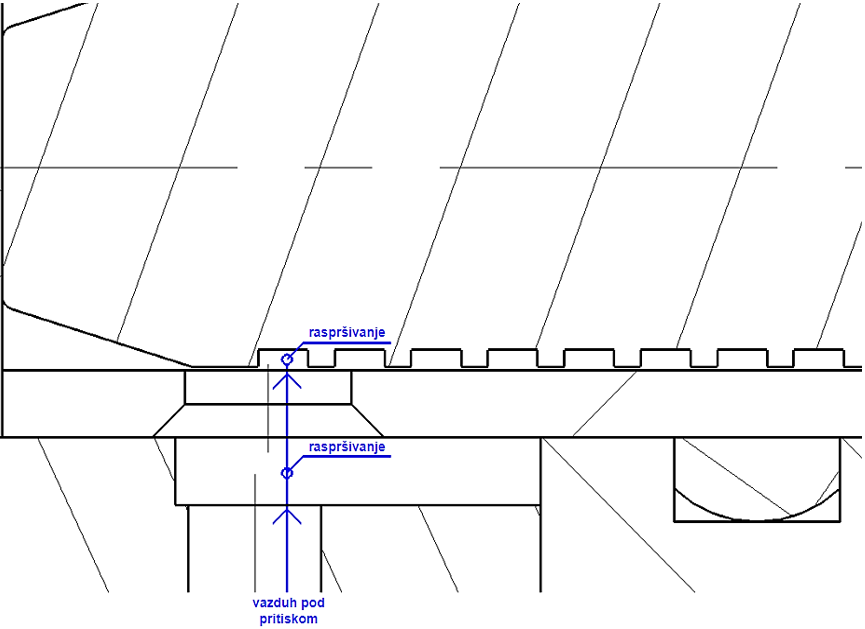 raspršivanje
raspršivanje
vazduh pod
pritiskom